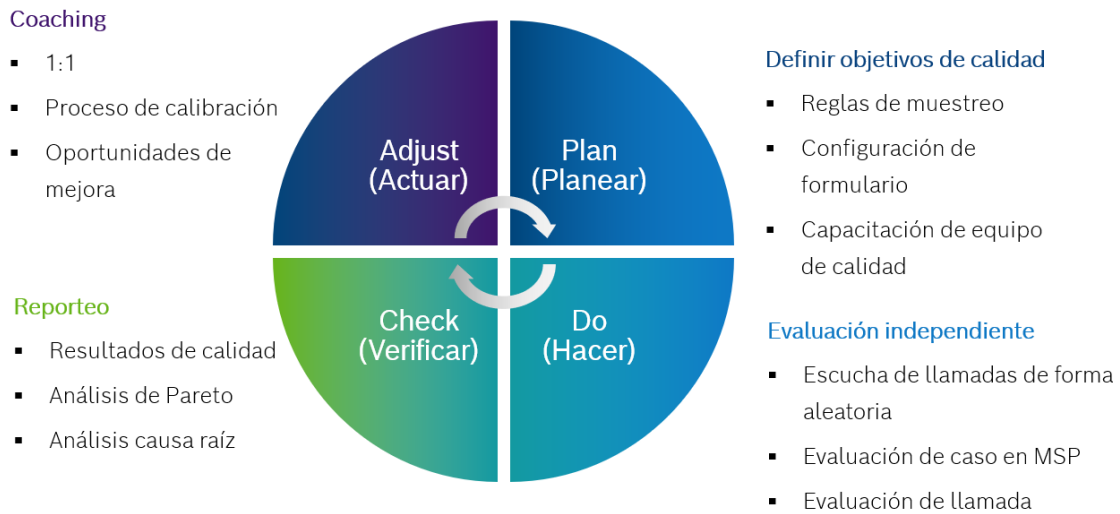 Coaching
▪ 1:1
▪ Proceso de calibración
▪ Oportunidades de
mejora
Adjust
(Actuar)
Plan
(Planear)
Definir objetivos de calidad
▪ Reglas de muestreo
▪ Configuración de
formulario
▪ Capacitación de equipo
de calidad
Reporteo
▪ Resultados de calidad
▪ Análisis de Pareto
▪ Análisis causa raíz
Check
(Verificar)
Do
(Hacer)
Evaluación independiente
▪ Escucha de llamadas de forma
aleatoria
▪ Evaluación de caso en MSP
▪ Evaluación de llamada